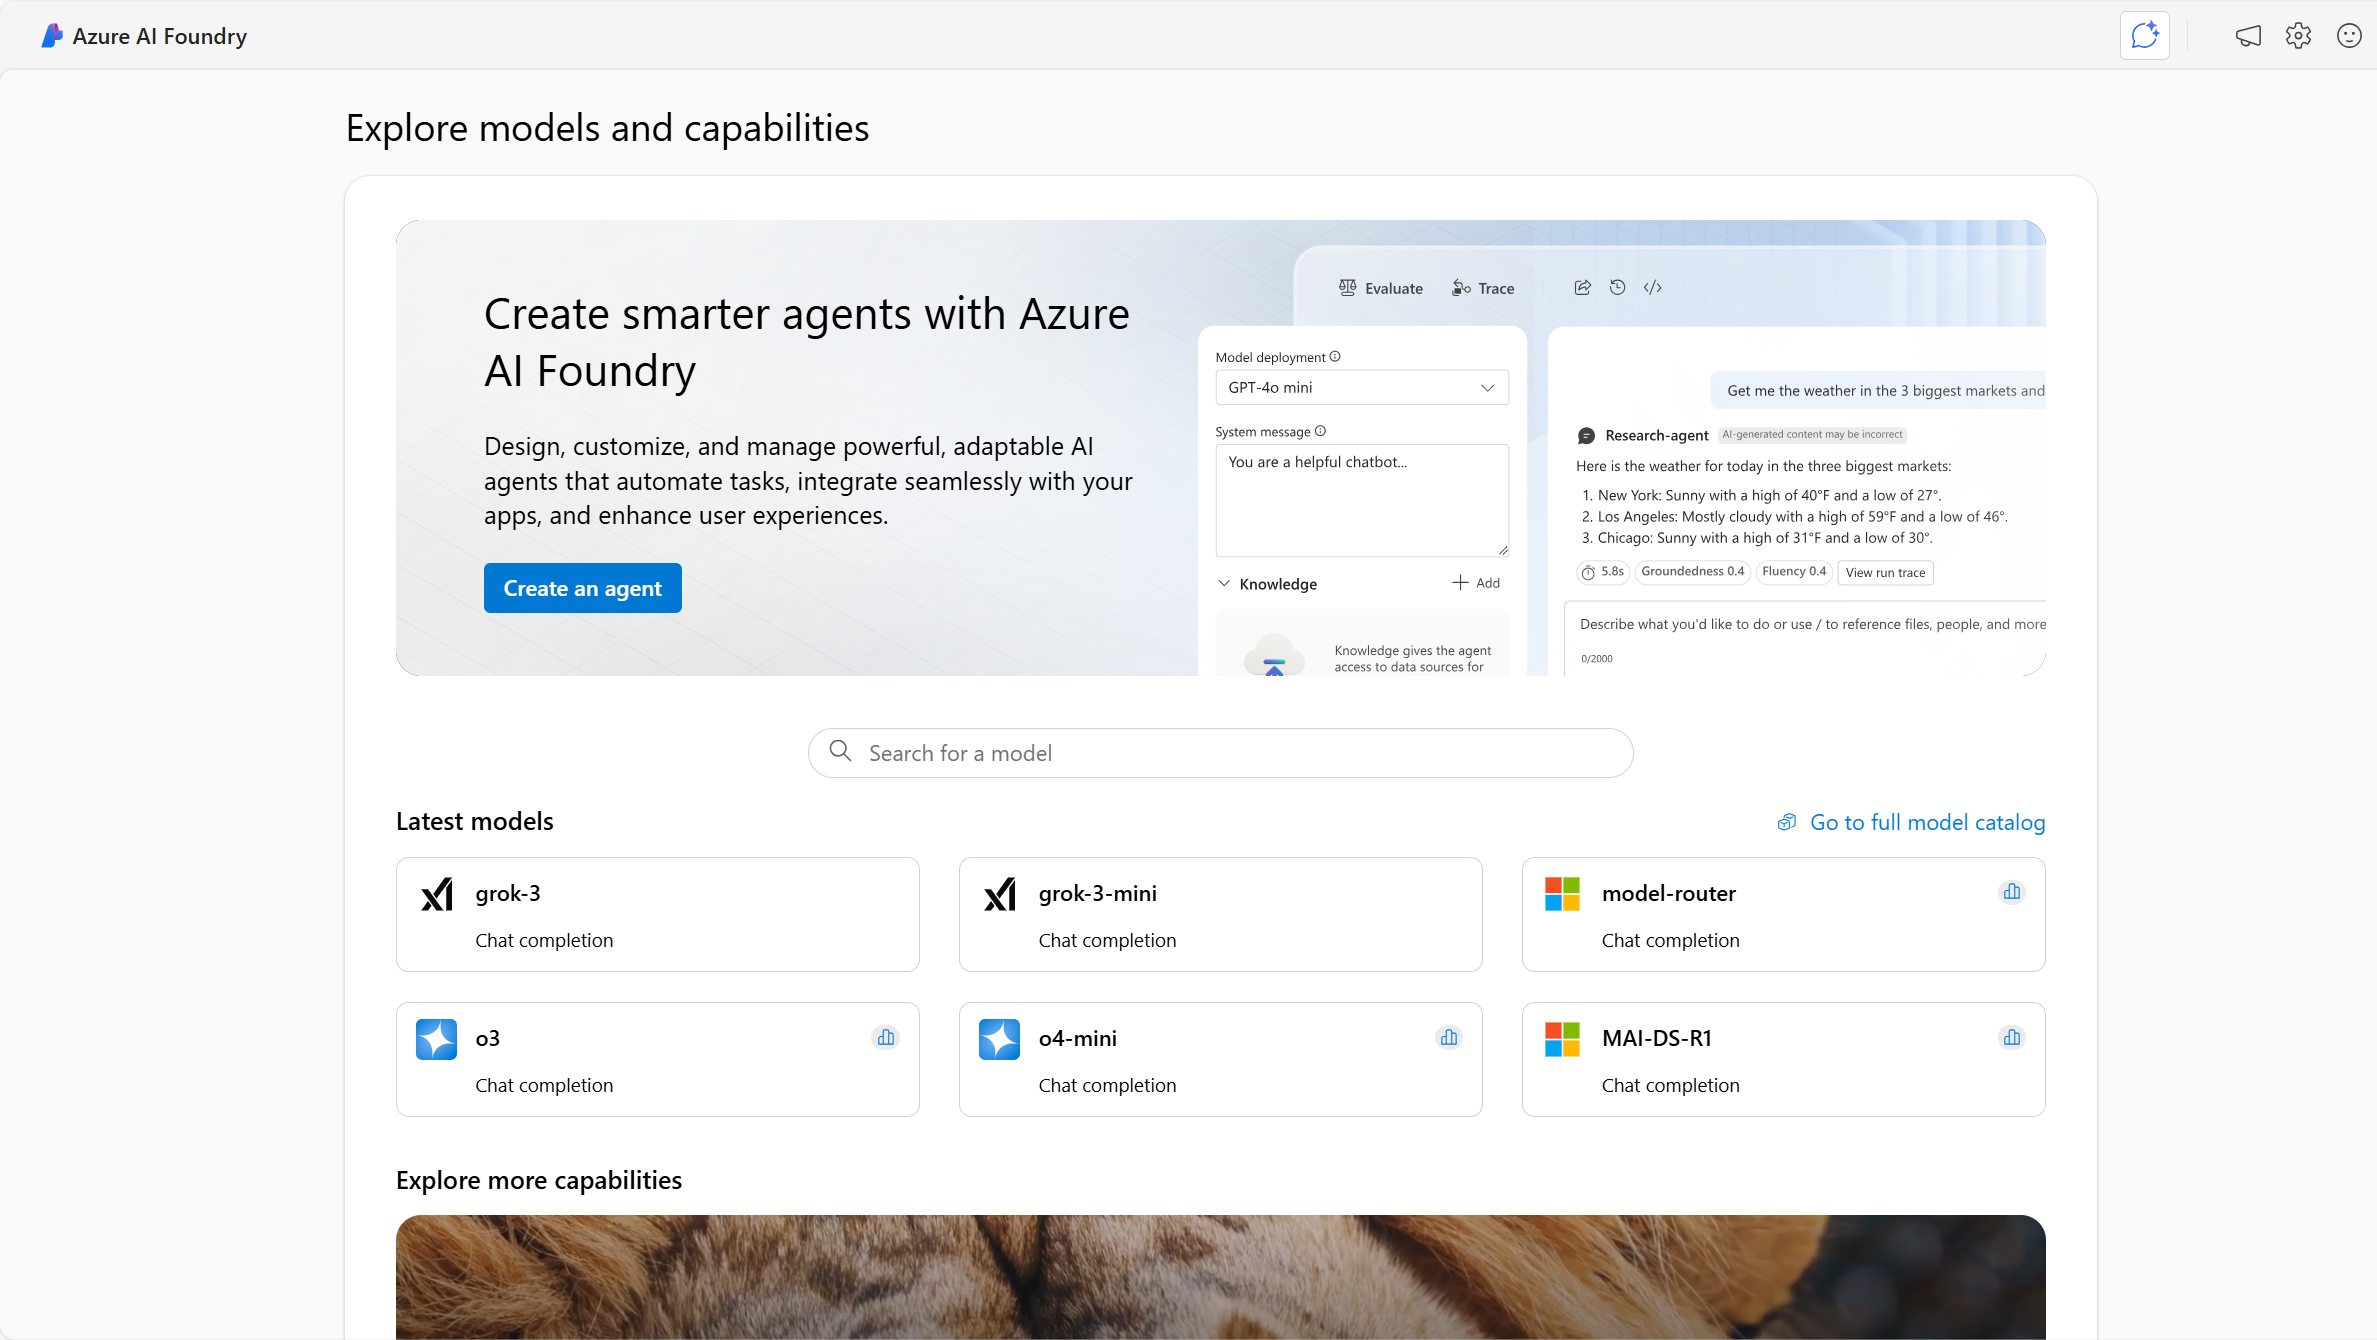 Azure AI Foundry
Explore models and capabilities
Create smarter agents with Azure
AI Foundry
Design, customize, and manage powerful, adaptable AI
agents that automate tasks, integrate seamlessly with your
apps, and enhance user experiences.
Create an agent
Evaluate
Trace
Model deployment
GPT-4o mini
System message
You are a helpful chatbot...
Knowledge
Add
Knowledge gives the agent
access to data sources for
Get me the weather in the 3 biggest markets and
Research-agent
AI-generated content may be incorrect
Here is the weather for today in the three biggest markets:
1. New York: Sunny with a high of 40°F and a low of 27°.
2. Los Angeles: Mostly cloudy with a high of 59°F and a low of 46°.
3. Chicago: Sunny with a high of 31°F and a low of 30°.
5.8s
Groundedness 0.4
Fluency 0.4
View run trace
Describe what you'd like to do or use / to reference files, people, and more
0/2000
Search for a model
Latest models
Go to full model catalog
grok-3
Chat completion
grok-3-mini
Chat completion
model-router
Chat completion
o3
Chat completion
o4-mini
Chat completion
MAI-DS-R1
Chat completion
Explore more capabilities